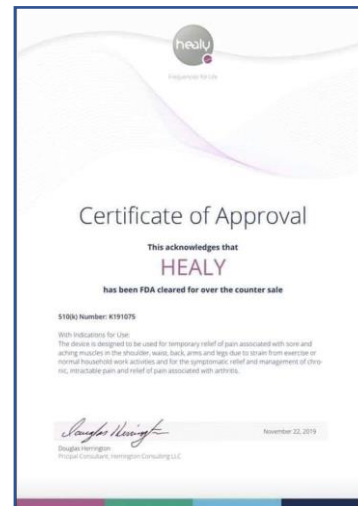 healy
Frequencies for Life
Certificate of Approval
This acknowledges that
HEALY
has been FDA cleared for over the counter sale
510(k) Number: K191075
With Indications for Use:
The device is designed to be used for temporary relief of pain associated with sore and
aching muscles in the shoulder, waist, back, arms and legs due to strain from exercise or
normal household work activities and for the symptomatic relief and management of chro-
nic, intractable pain and relief of pain associated with arthritis.
Douglas Herrington
November 22, 2019
Douglas Herrington
Pricipal Consultant, Herrington Consulting LLC